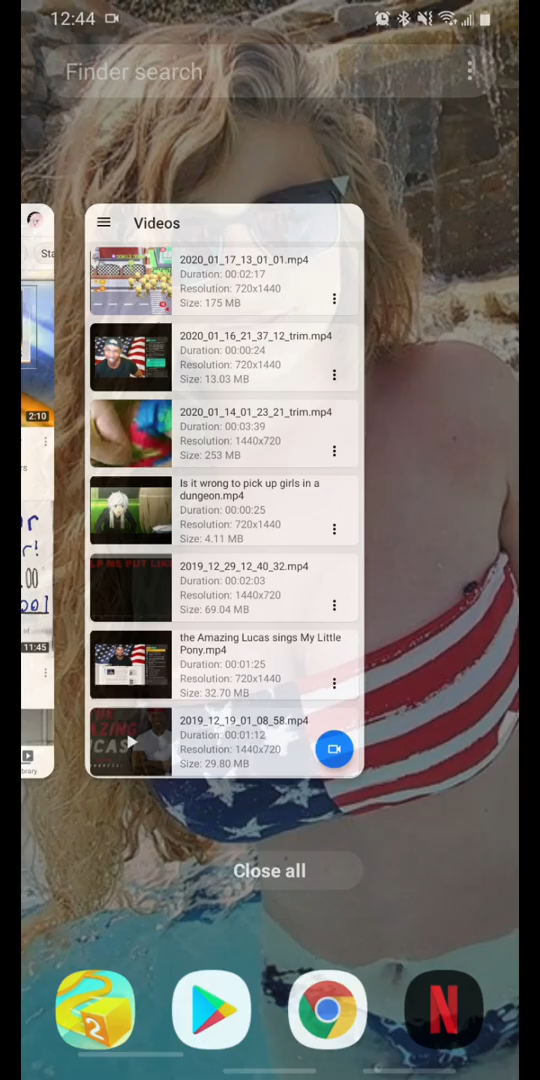 12:44
Finder search
Sta
Videos
2020_01_17_13_01_01.mp4
Duration: 00:02:17
Resolution: 720x1440
Size: 175 MB
2020_01_16_21_37_12_trim.mp4
Duration: 00:00:24
Resolution: 720x1440
Size: 13.03 MB
2:10
2020_01_14_01_23_21_trim.mp4
Duration: 00:03:39
Resolution: 1440x720
Size: 253 MB
Is it wrong to pick up girls in a
dungeon.mp4
Duration: 00:00:25
Resolution: 720x1440
Size: 4.11 MB
2019_12_29_12_40_32.mp4
Duration: 00:02:03
Resolution: 1440x720
Size: 69.04 MB
11:45
the Amazing Lucas sings My Little
Pony.mp4
Duration: 00:01:25
Resolution: 720x1440
Size: 32.70 MB
2019_12_19_01_08_58.mp4
Duration: 00:01:12
Resolution: 1440x720
Size: 29.80 MB
brary
Close all
2
N